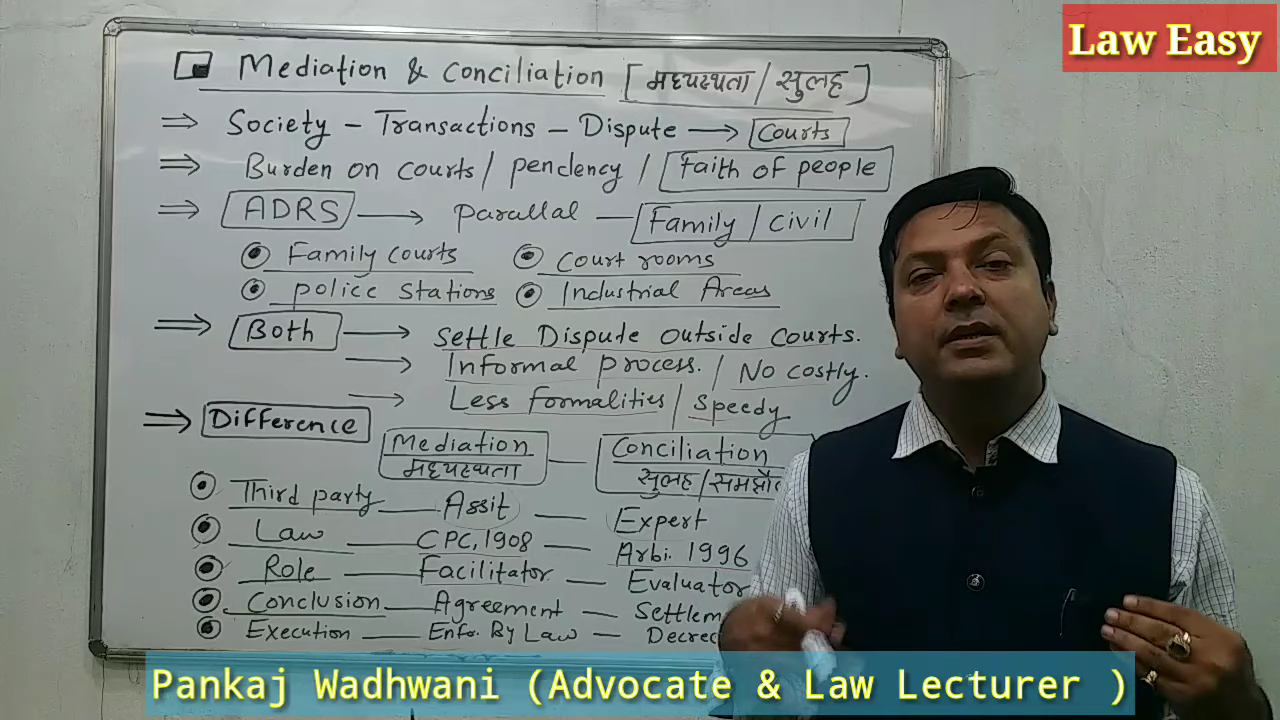 Law Easy
Mediation & Conciliation [मध्यस्थता/सुलह]
⇒ Society - Transactions - Dispute → Courts
⇒ Burden on courts / pendency / Faith of people
⇒ ADRS → parallal - Family / Civil
Family courts Court rooms
police stations Industrial Areas
⇒ Both → Settle Dispute Outside Courts.
→ Informal process. / No costly.
→ Less formalities / speedy
⇒ Difference
Mediation - Conciliation
मध्यस्थता सुलह/समझौ
Third party - Assit - Expert
Law - CPC, 1908 - Arbi. 1996
Role - Facilitator - Evaluator
Conclusion - Agreement - Settlem
Execution - Enfo. By Law - Decree
Pankaj Wadhwani (Advocate & Law Lecturer )